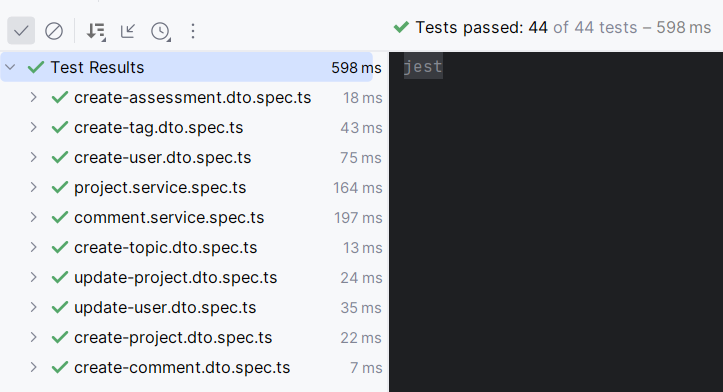 Tests passed: 44 of 44 tests – 598 ms
Test Results 598 ms
jest
create-assessment.dto.spec.ts 18 ms
create-tag.dto.spec.ts 43 ms
create-user.dto.spec.ts 75 ms
project.service.spec.ts 164 ms
comment.service.spec.ts 197 ms
create-topic.dto.spec.ts 13 ms
update-project.dto.spec.ts 24 ms
update-user.dto.spec.ts 35 ms
create-project.dto.spec.ts 22 ms
create-comment.dto.spec.ts 7 ms